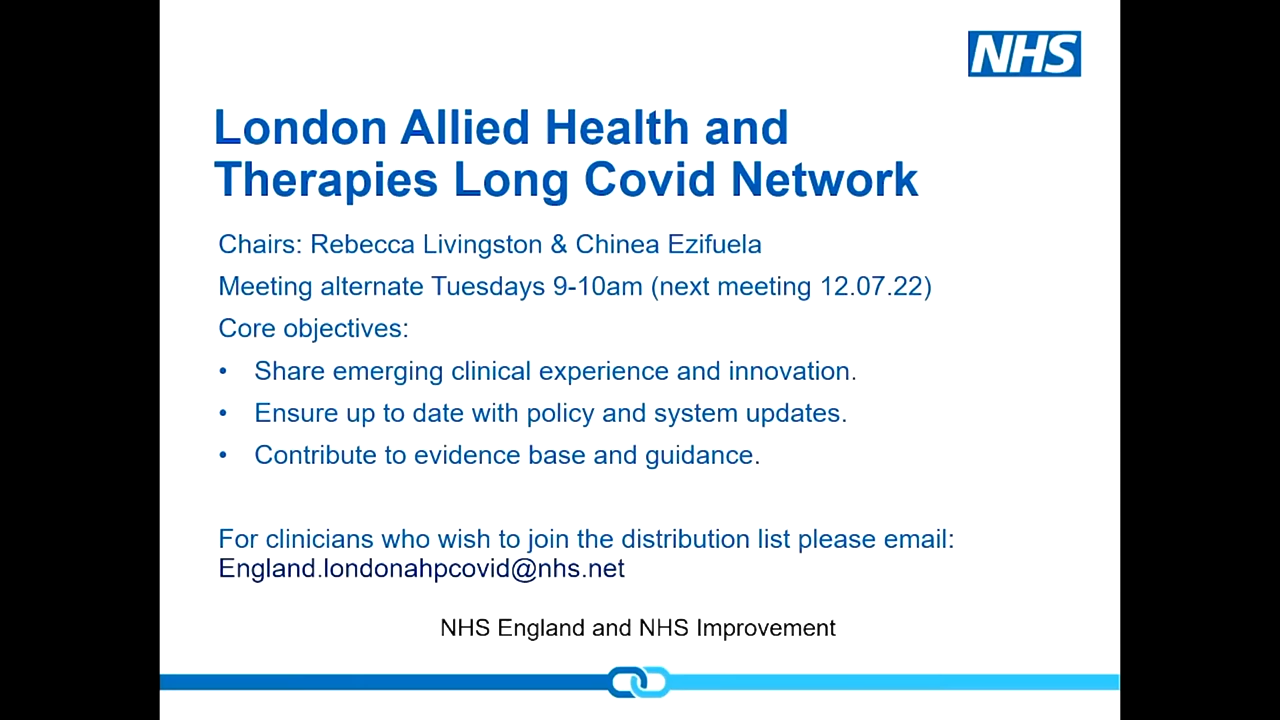 NHS
London Allied Health and
Therapies Long Covid Network
Chairs: Rebecca Livingston & Chinea Ezifuela
Meeting alternate Tuesdays 9-10am (next meeting 12.07.22)
Core objectives:
• Share emerging clinical experience and innovation.
• Ensure up to date with policy and system updates.
• Contribute to evidence base and guidance.
For clinicians who wish to join the distribution list please email:
England.londonahpcovid@nhs.net
NHS England and NHS Improvement